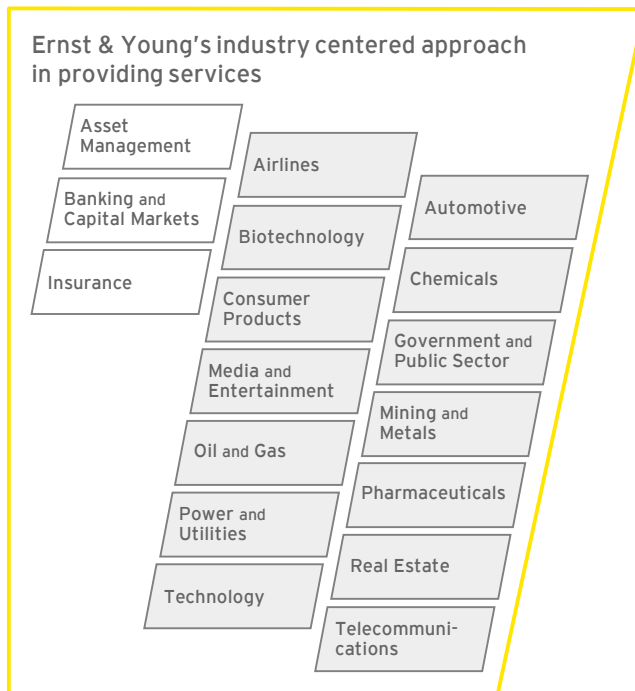 Ernst & Young's industry centered approach
in providing services
Asset
Management
Banking and
Capital Markets
Insurance
Airlines
Biotechnology
Consumer
Products
Media and
Entertainment
Oil and Gas
Power and
Utilities
Technology
Automotive
Chemicals
Government and
Public Sector
Mining and
Metals
Pharmaceuticals
Real Estate
Telecommuni-
cations